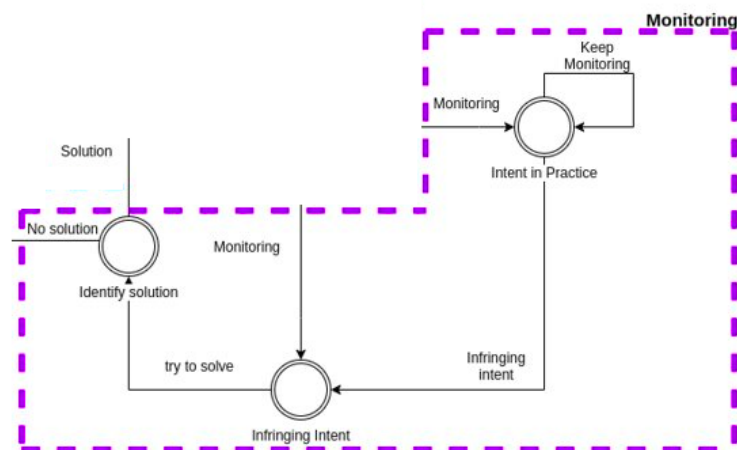 Monitoring
Keep
Monitoring
Monitoring
Intent in Practice
Solution
No solution
Monitoring
Identify solution
try to solve
Infringing
intent
Infringing Intent